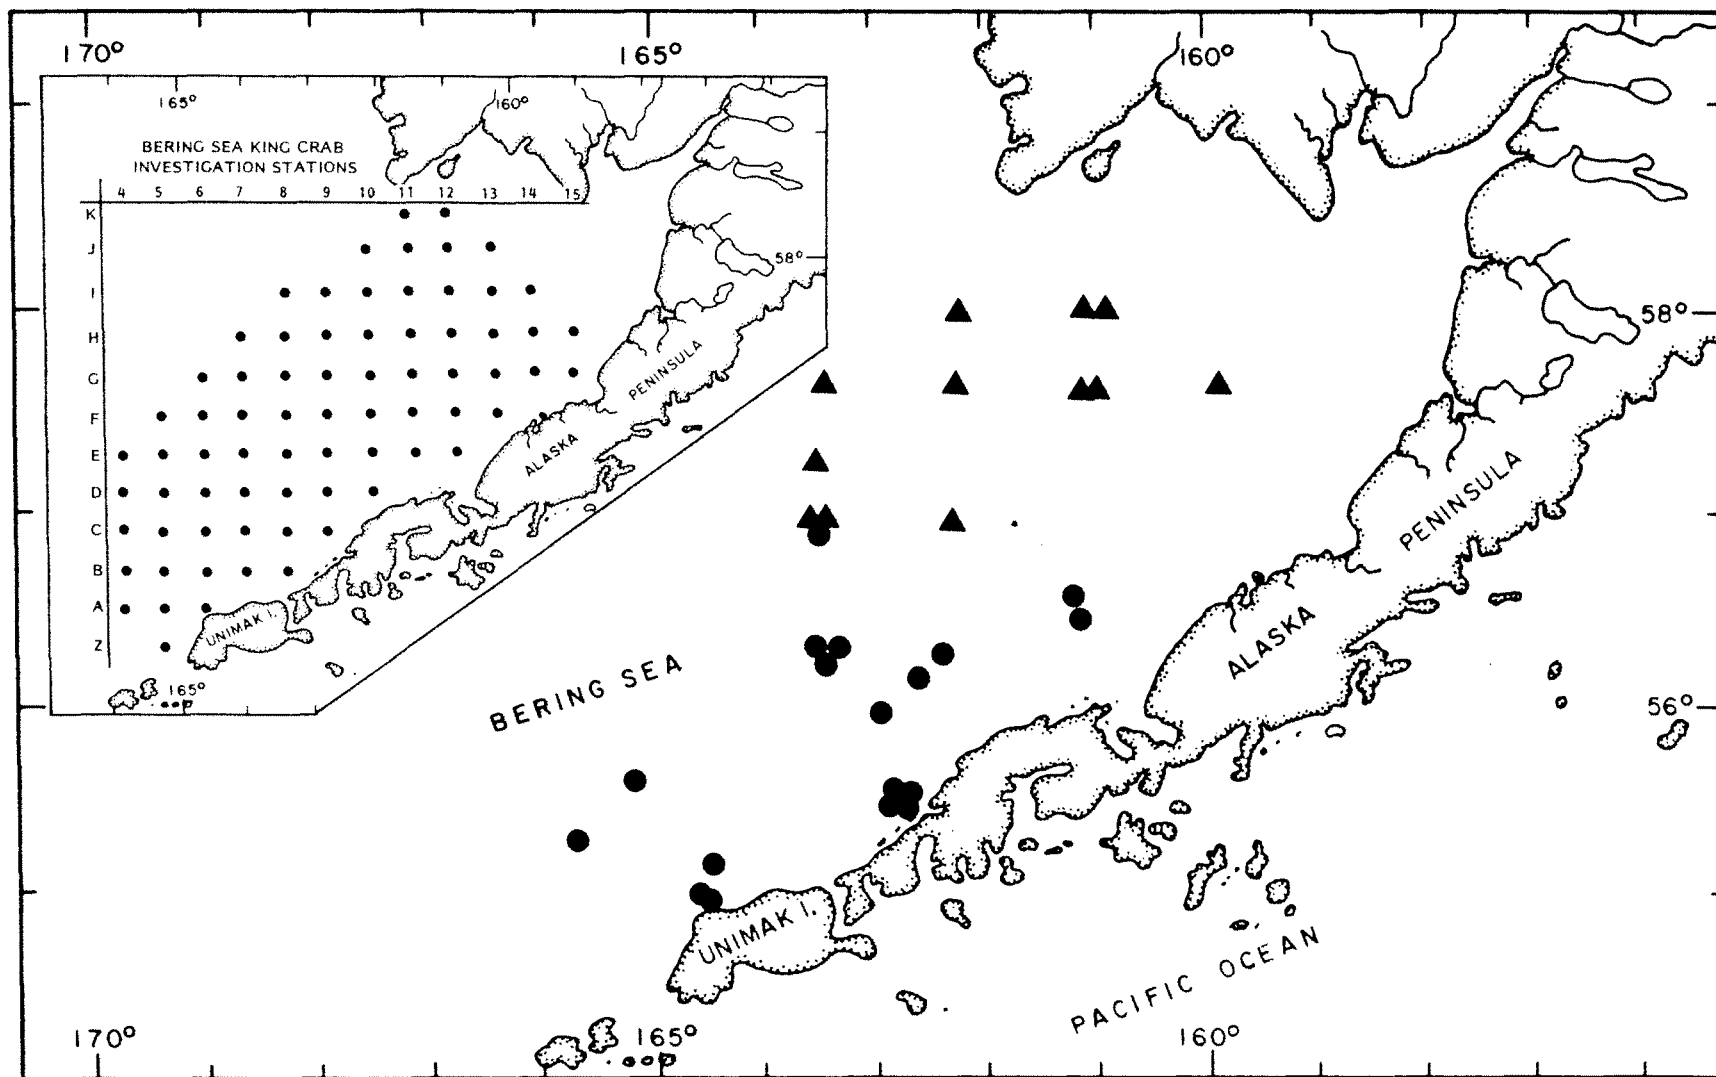 170° 165° 160°
165° 160°
BERING SEA KING CRAB
INVESTIGATION STATIONS
4 5 6 7 8 9 10 11 12 13 14 15
K
J
58°
I
H
G
F
E
D
C
B
A
Z
PENINSULA
ALASKA
UNIMAK I.
165°
58°
PENINSULA
ALASKA
BERING SEA
56°
UNIMAK I.
PACIFIC OCEAN
170° 165° 160°